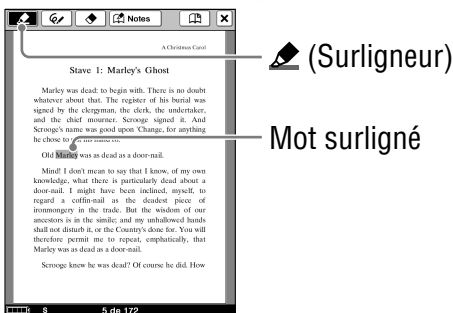 Notes
A Christmas Carol
Stave 1: Marley's Ghost
Marley was dead: to begin with. There is no doubt
whatever about that. The register of his burial was
signed by the clergyman, the clerk, the undertaker,
and the chief mourner. Scrooge signed it. And
Scrooge's name was good upon 'Change, for anything
he chose to
Old Marley was as dead as a door-nail.
Mind! I don't mean to say that I know, of my own
knowledge, what there is particularly dead about a
door-nail. I might have been inclined, myself, to
regard a coffin-nail as the deadest piece of
ironmongery in the trade. But the wisdom of our
ancestors is in the simile; and my unhallowed hands
shall not disturb it, or the Country's done for. You will
therefore permit me to repeat, emphatically, that
Marley was as dead as a door-nail.
Scrooge knew he was dead? Of course he did. How
S 5 de 172
(Surligneur)
Mot surligné